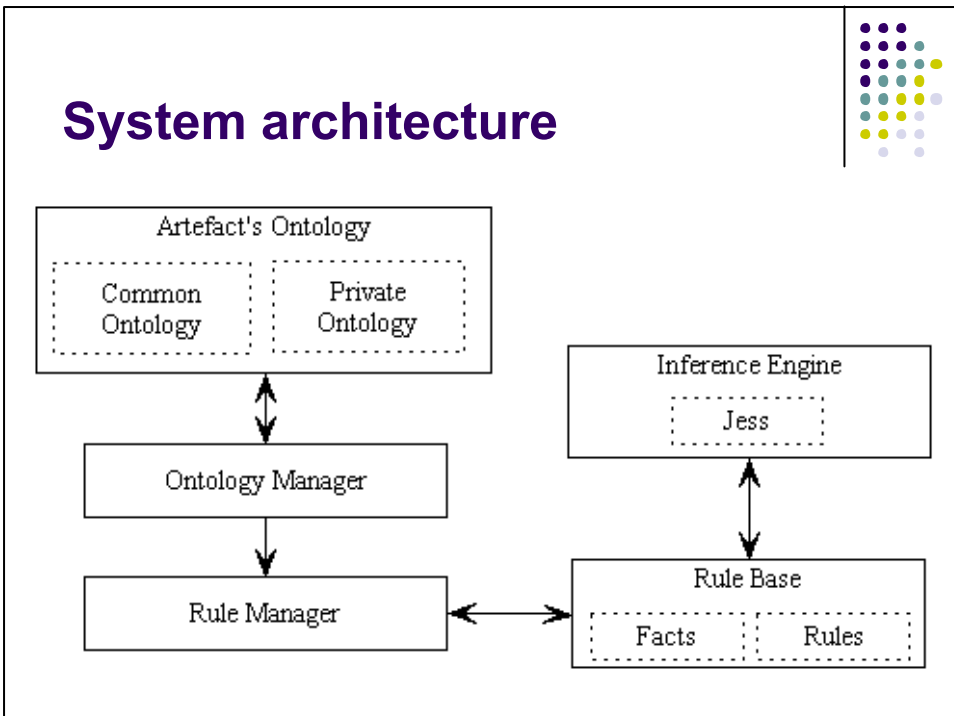 System architecture
Artefact's Ontology
Common
Ontology
Private
Ontology
Ontology Manager
Rule Manager
Inference Engine
Jess
Rule Base
Facts
Rules